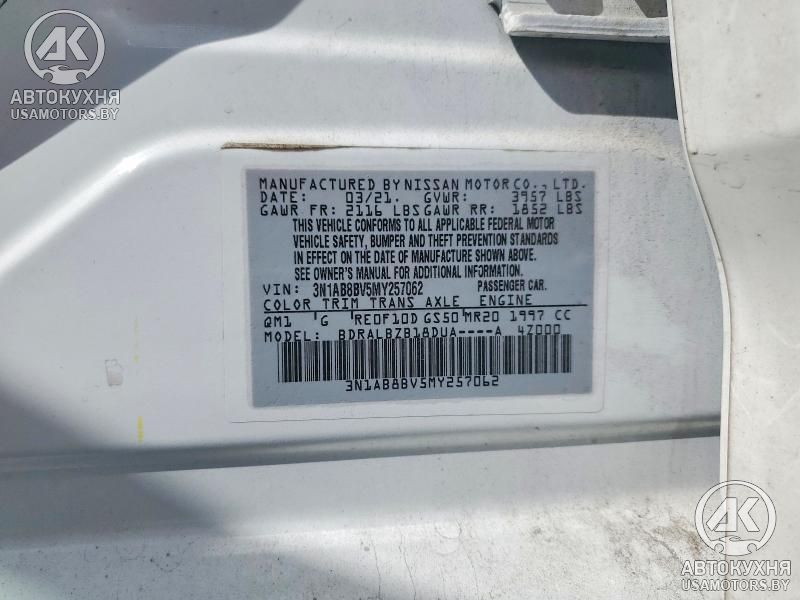 АК
АВТОКУХНЯ
USAMOTORS.BY
MANUFACTURED BY NISSAN MOTOR CO., LTD.
DATE: 03/21. GVWR: 3957 LBS
GAWR FR: 2116 LBS GAWR RR: 1852 LBS
THIS VEHICLE CONFORMS TO ALL APPLICABLE FEDERAL MOTOR
VEHICLE SAFETY, BUMPER AND THEFT PREVENTION STANDARDS
IN EFFECT ON THE DATE OF MANUFACTURE SHOWN ABOVE.
SEE OWNER'S MANUAL FOR ADDITIONAL INFORMATION.
VIN: 3N1AB8BV5MY257062 PASSENGER CAR.
COLOR TRIM TRANS AXLE ENGINE
QM1 G RE0F10D GS50 MR20 1997 CC
MODEL: BDRALBZB18DUA----A 4Z000
3N1AB8BV5MY257062
АК
АВТОКУХНЯ
USAMOTORS.BY